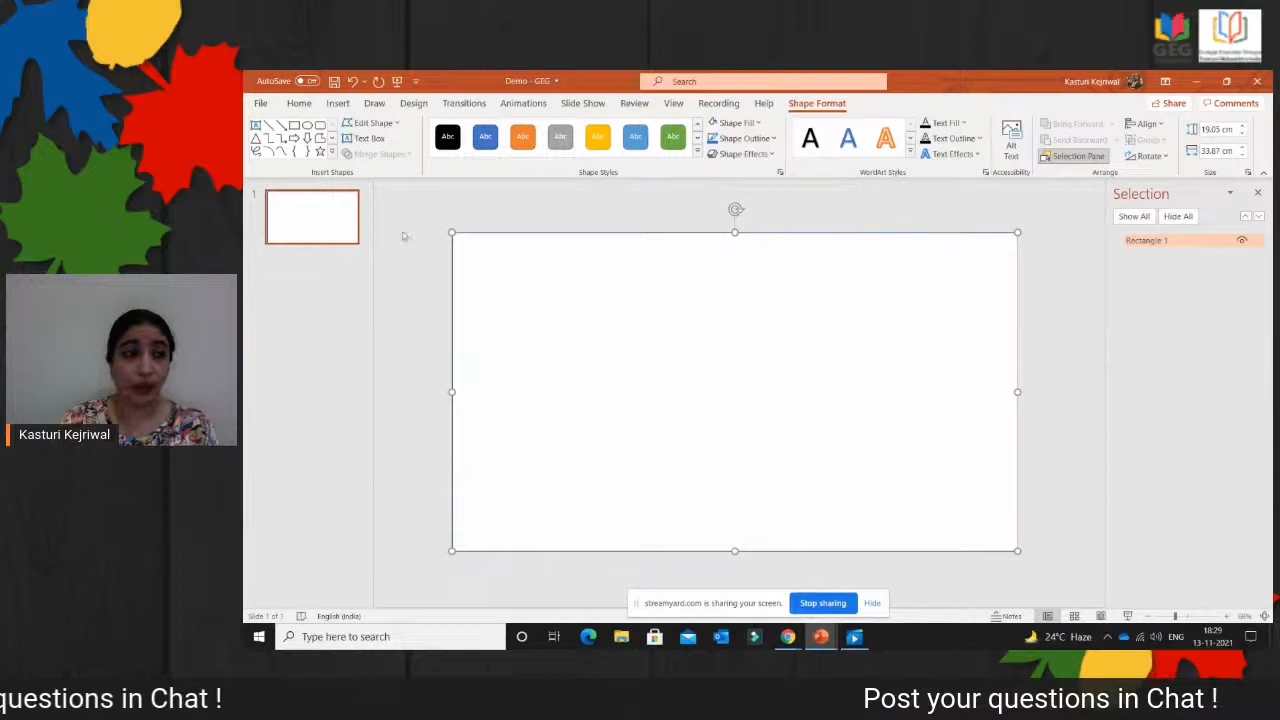 GEG
AutoSave Off
Demo - GEG
Search
Kasturi Kejriwal
File Home Insert Draw Design Transitions Animations Slide Show Review View Recording Help Shape Format
Share Comments
Edit Shape
Text Box
Merge Shapes
Insert Shapes
Abc Abc Abc Abc Abc Abc Abc
Shape Fill
Shape Outline
Shape Effects
Shape Styles
A A A
Text Fill
Text Outline
Text Effects
WordArt Styles
Alt
Text
Accessibility
Bring Forward
Send Backward
Selection Pane
Align
Group
Rotate
Arrange
19.05 cm
33.87 cm
Size
1
Selection
Show All Hide All
Rectangle 1
Kasturi Kejriwal
streamyard.com is sharing your screen.
Stop sharing
Hide
Slide 1 of 1
English (India)
Notes
66%
Type here to search
24°C Haze
ENG
18:29
13-11-2021
questions in Chat !
Post your questions in Chat !